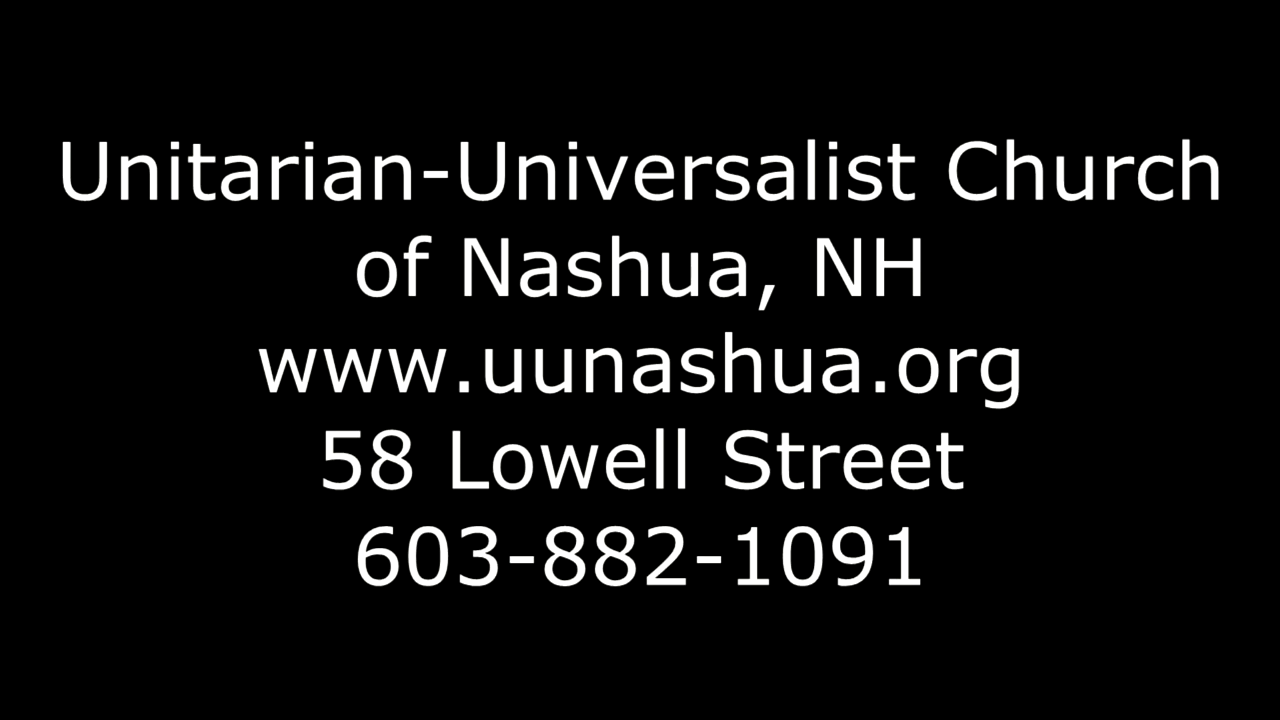 Unitarian-Universalist Church
of Nashua, NH
www.uunashua.org
58 Lowell Street
603-882-1091